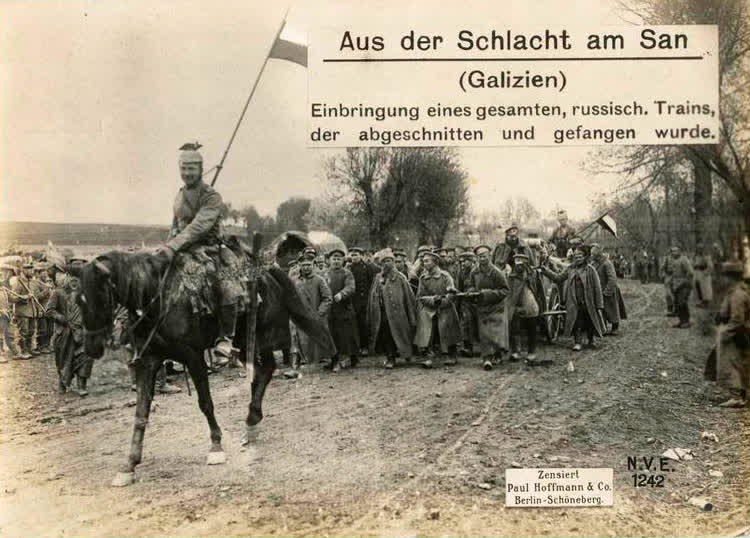 Aus der Schlacht am San
(Galizien)
Einbringung eines gesamten, russisch. Trains,
der abgeschnitten und gefangen wurde.
Zensiert
Paul Hoffmann & Co.
Berlin-Schöneberg.
N.V.E.
1242